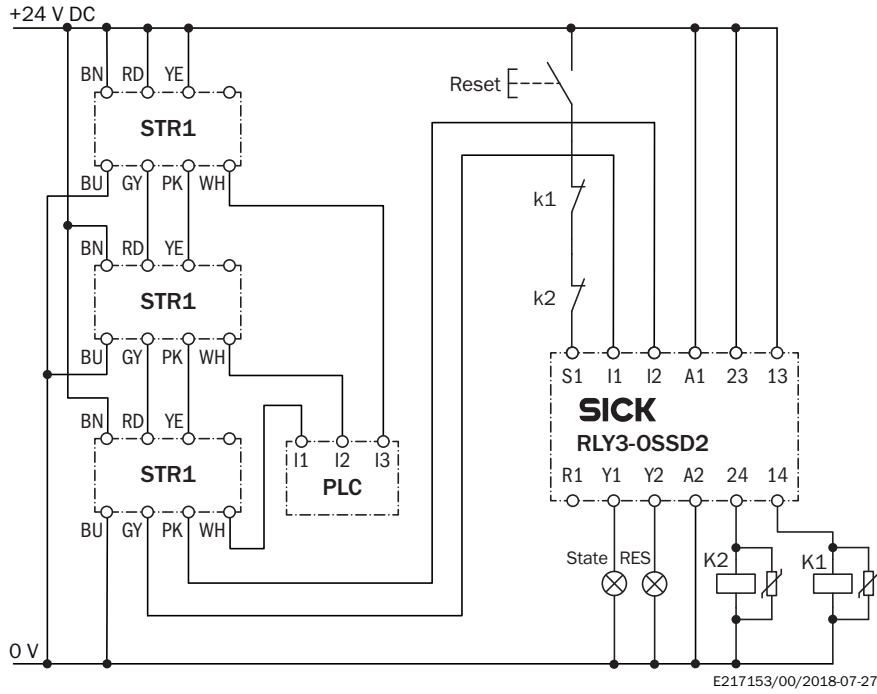 +24 V DC
BN RD YE
STR1
BU GY PK WH
BN RD YE
STR1
BU GY PK WH
BN RD YE
STR1
BU GY PK WH
I1 I2 I3
PLC
Reset
k1
k2
S1 I1 I2 A1 23 13
SICK
RLY3-OSSD2
R1 Y1 Y2 A2 24 14
State RES K2 K1
0 V
E217153/00/2018-07-27